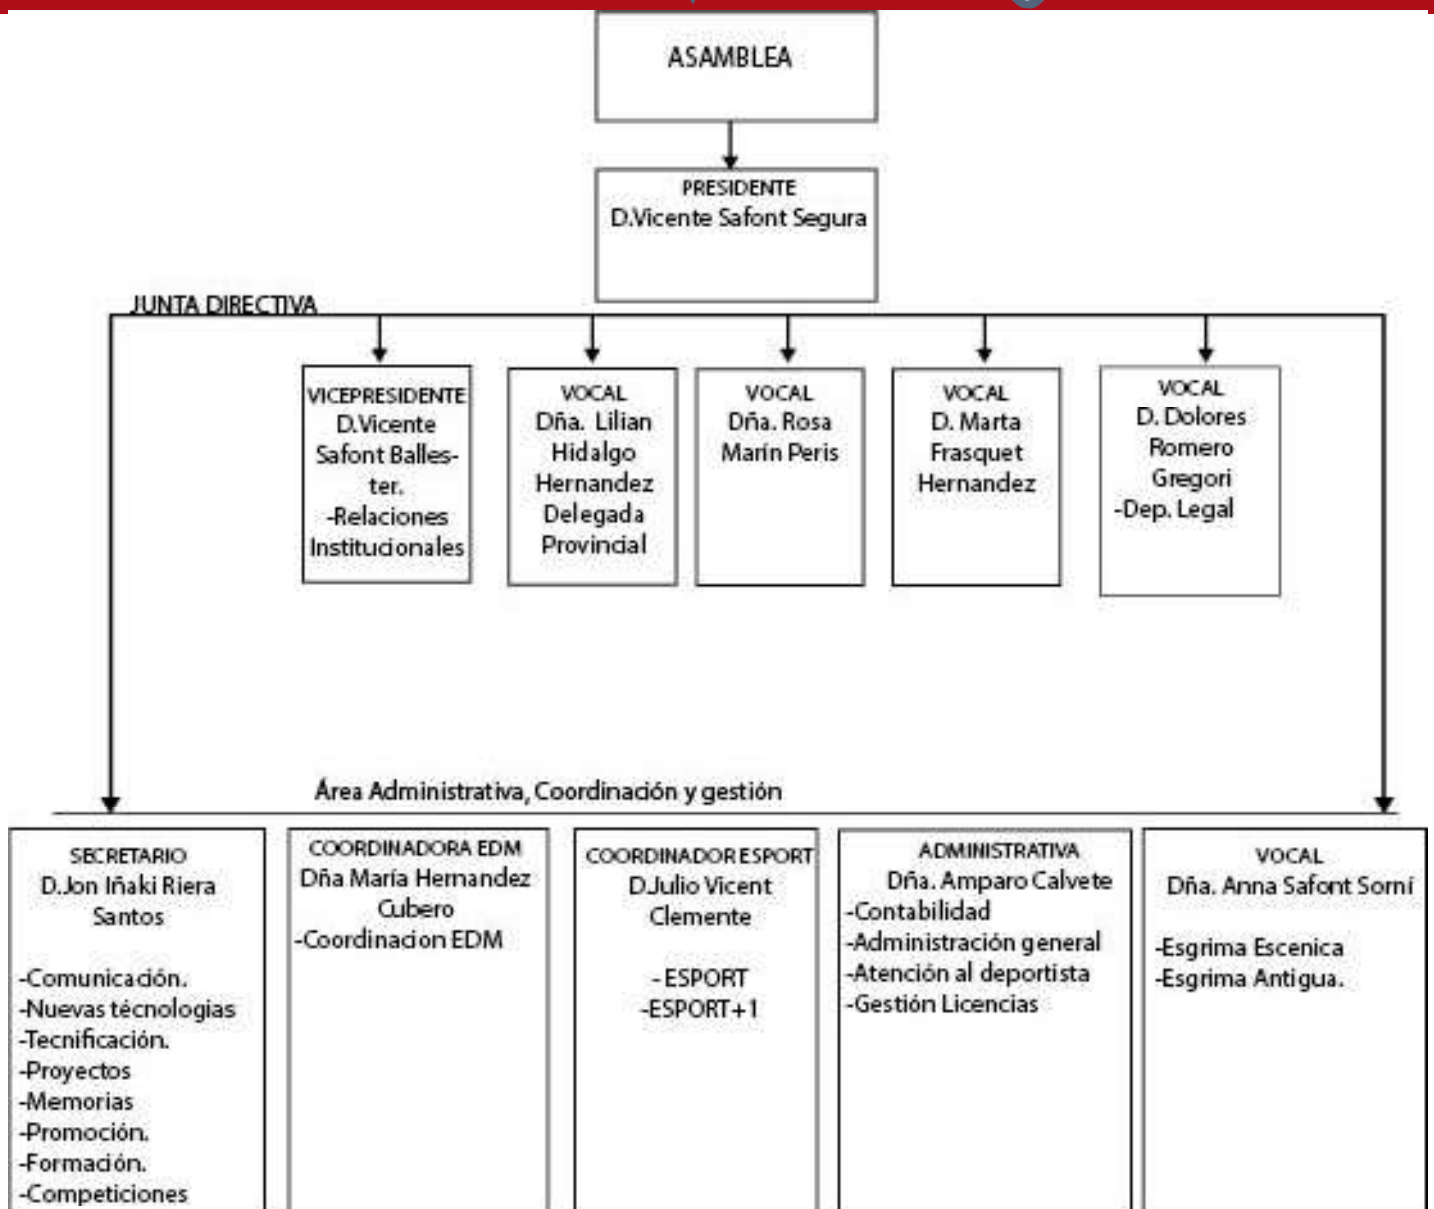 ASAMBLEA
PRESIDENTE
D.Vicente Safont Segura
JUNTA DIRECTIVA
VICEPRESIDENTE
D.Vicente
Safont Balles-
ter.
-Relaciones
Institucionales
VOCAL
Dña. Lilian
Hidalgo
Hernandez
Delegada
Provincial
VOCAL
Dña. Rosa
Marín Peris
VOCAL
D. Marta
Frasquet
Hernandez
VOCAL
D. Dolores
Romero
Gregori
-Dep. Legal
Área Administrativa, Coordinación y gestión
SECRETARIO
D.Jon Iñaki Riera
Santos
-Comunicación.
-Nuevas técnologias
-Tecnificación.
-Proyectos
-Memorias
-Promoción.
-Formación.
-Competiciones
COORDINADORA EDM
Dña María Hernandez
Cubero
-Coordinacion EDM
COORDINADOR ESPORT
D.Julio Vicent
Clemente
-ESPORT
-ESPORT+1
ADMINISTRATIVA
Dña. Amparo Calvete
-Contabilidad
-Administración general
-Atención al deportista
-Gestión Licencias
VOCAL
Dña. Anna Safont Sorní
-Esgrima Escenica
-Esgrima Antigua.